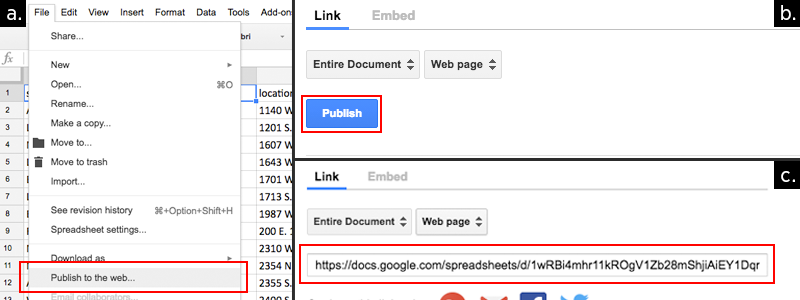 a.
File Edit View Insert Format Data Tools Add-ons
Share...
fx
New
Open... ⌘O
Rename...
Make a copy...
Move to...
Move to trash
Import...
See revision history ⌘+Option+Shift+H
Spreadsheet settings...
Download as
Publish to the web...
Email collaborators...
1 location
2 1140 W
3 1201 S.
4 1607 W
5 1643 W
6 1701 W
7 1713 S.
8 1987 W
9 200 E.
10 2310 W
11 2354 N
12 2355 S.
b.
Link Embed
Entire Document Web page
Publish
c.
Link Embed
Entire Document Web page
https://docs.google.com/spreadsheets/d/1wRBi4mhr11kROgV1Zb28mShjiAiEY1Dqr